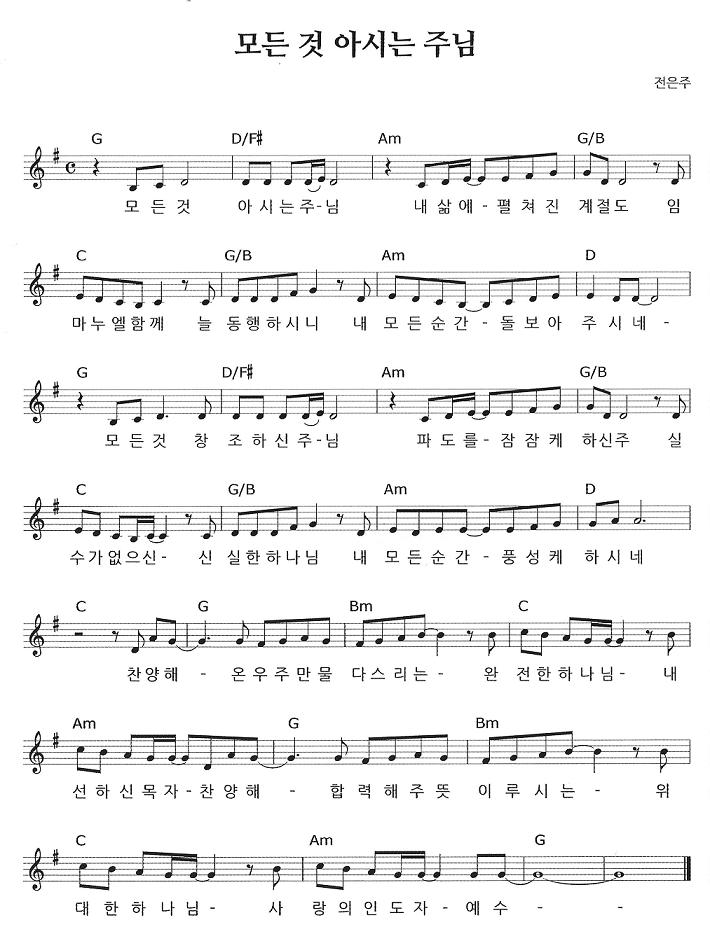 모든 것 아시는 주님
전은주
G D/F# Am G/B
모 든 것 아 시 는 주 - 님 내 삶 에 - 펼 쳐 진 계 절 도 임
C G/B Am D
마 누 엘 함 께 늘 동 행 하 시 니 내 모 든 순 간 - 돌 보 아 주 시 네 -
G D/F# Am G/B
모 든 것 창 조 하 신 주 - 님 파 도 를 - 잠 잠 케 하 신 주 실
C G/B Am D
수 가 없 으 신 - 신 실 한 하 나 님 내 모 든 순 간 - 풍 성 케 하 시 네
C G Bm C
찬 양 해 - 온 우 주 만 물 다 스 리 는 - 완 전 한 하 나 님 - 내
Am G Bm
선 하 신 목 자 - 찬 양 해 - 합 력 해 주 뜻 이 루 시 는 - 위
C Am G
대 한 하 나 님 - 사 랑 의 인 도 자 - 예 수 - -